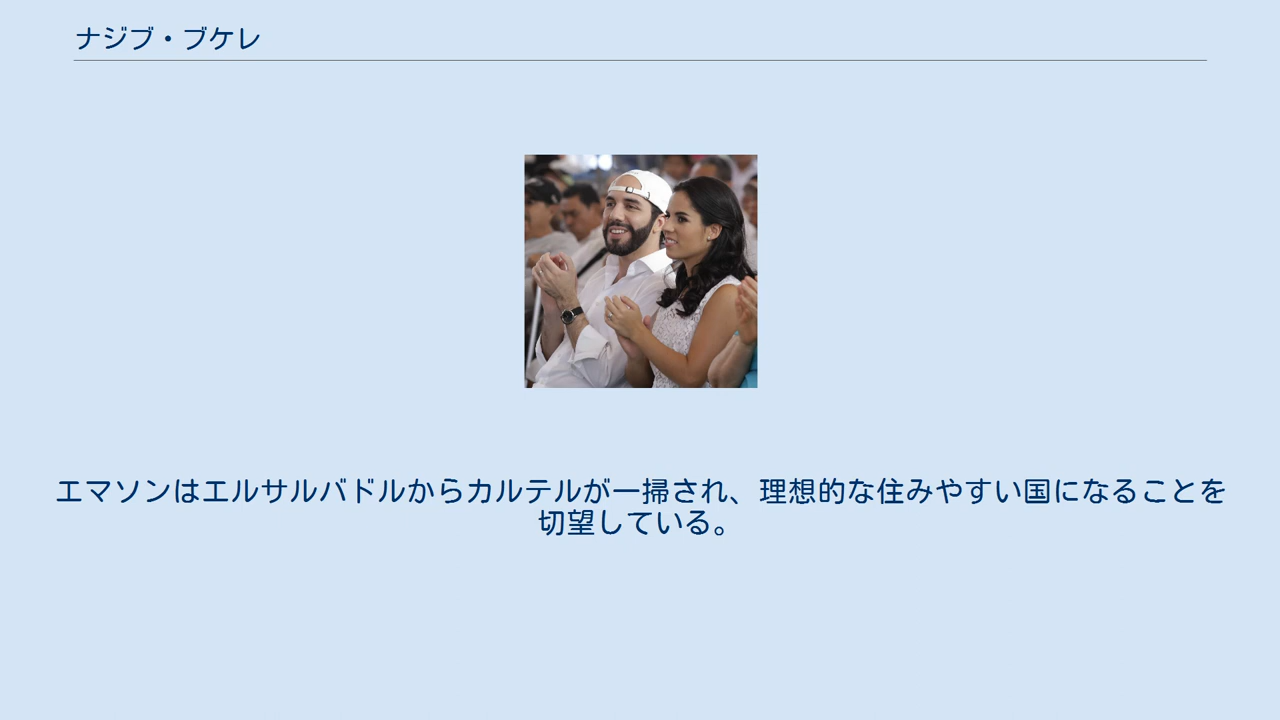 ナジブ・ブケレ
エマソンはエルサルバドルからカルテルが一掃され、理想的な住みやすい国になることを
切望している。